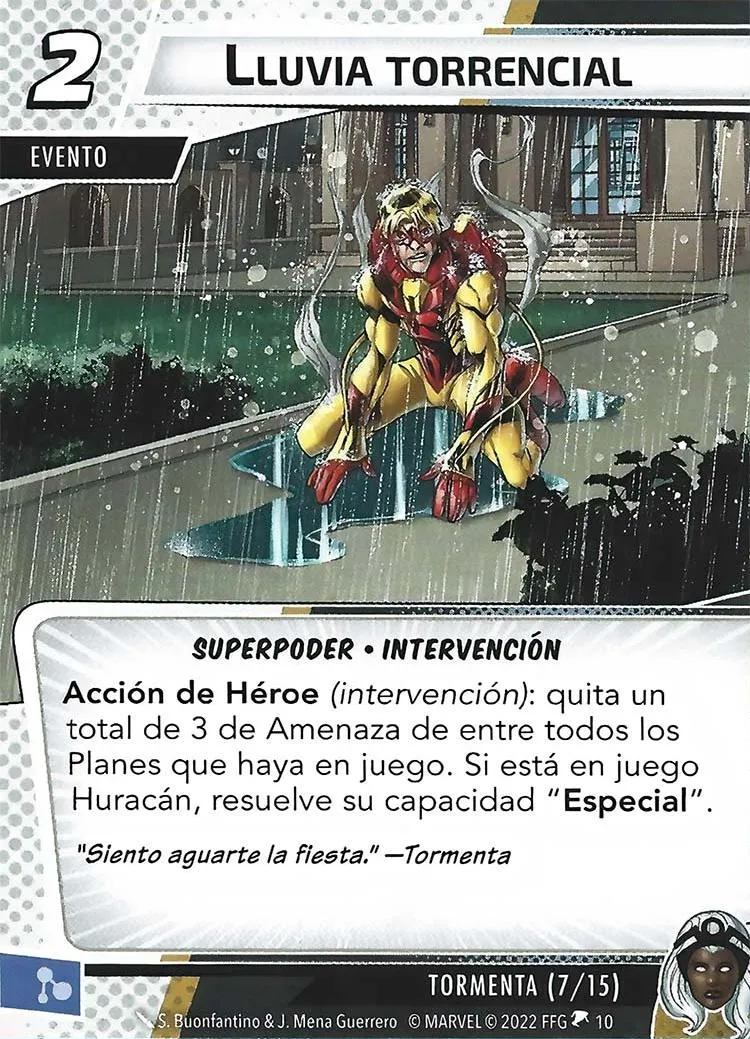 2
LLUVIA TORRENCIAL
EVENTO
SUPERPODER • INTERVENCIÓN
Acción de Héroe (intervención): quita un
total de 3 de Amenaza de entre todos los
Planes que haya en juego. Si está en juego
Huracán, resuelve su capacidad “Especial”.
"Siento aguarte la fiesta." —Tormenta
TORMENTA (7/15)
S. Buonfantino & J. Mena Guerrero © MARVEL © 2022 FFG 10